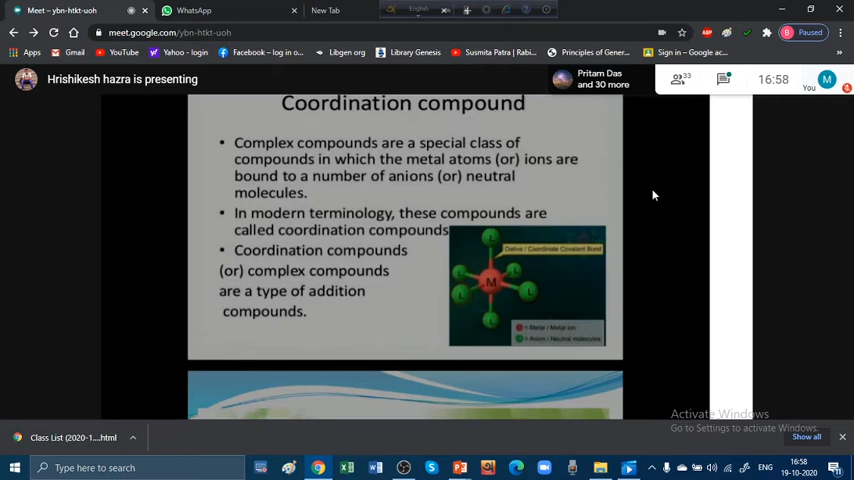 Meet – ybn-htkt-uoh
WhatsApp
New Tab
English
meet.google.com/ybn-htkt-uoh
ABP
B Paused
Apps
Gmail
YouTube
Yahoo - login
Facebook – log in o...
Libgen org
Library Genesis
Susmita Patra | Rabi...
Principles of Gener...
Sign in – Google ac...
Hrishikesh hazra is presenting
Pritam Das
and 30 more
33
16:58
M
You
Coordination compound
• Complex compounds are a special class of
compounds in which the metal atoms (or) ions are
bound to a number of anions (or) neutral
molecules.
• In modern terminology, these compounds are
called coordination compounds
• Coordination compounds
(or) complex compounds
are a type of addition
compounds.
Dative / Coordinate Covalent Bond
L
L
L
M
L
L
L
= Metal / Metal ion
= Anion / Neutral molecules
Activate Windows
Go to Settings to activate Windows.
Class List (2020-1....html
Show all
Type here to search
ENG
16:58
19-10-2020